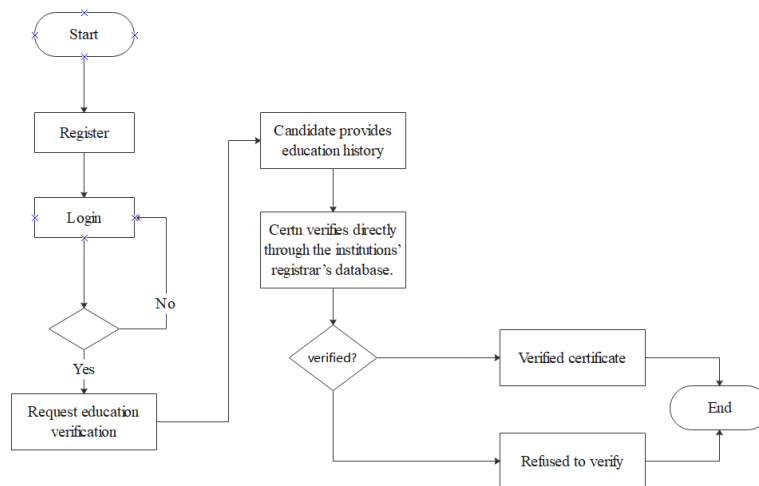 Start
Register
Login
No
Yes
Request education
verification
Candidate provides
education history
Certn verifies directly
through the institutions’
registrar’s database.
verified?
Verified certificate
Refused to verify
End